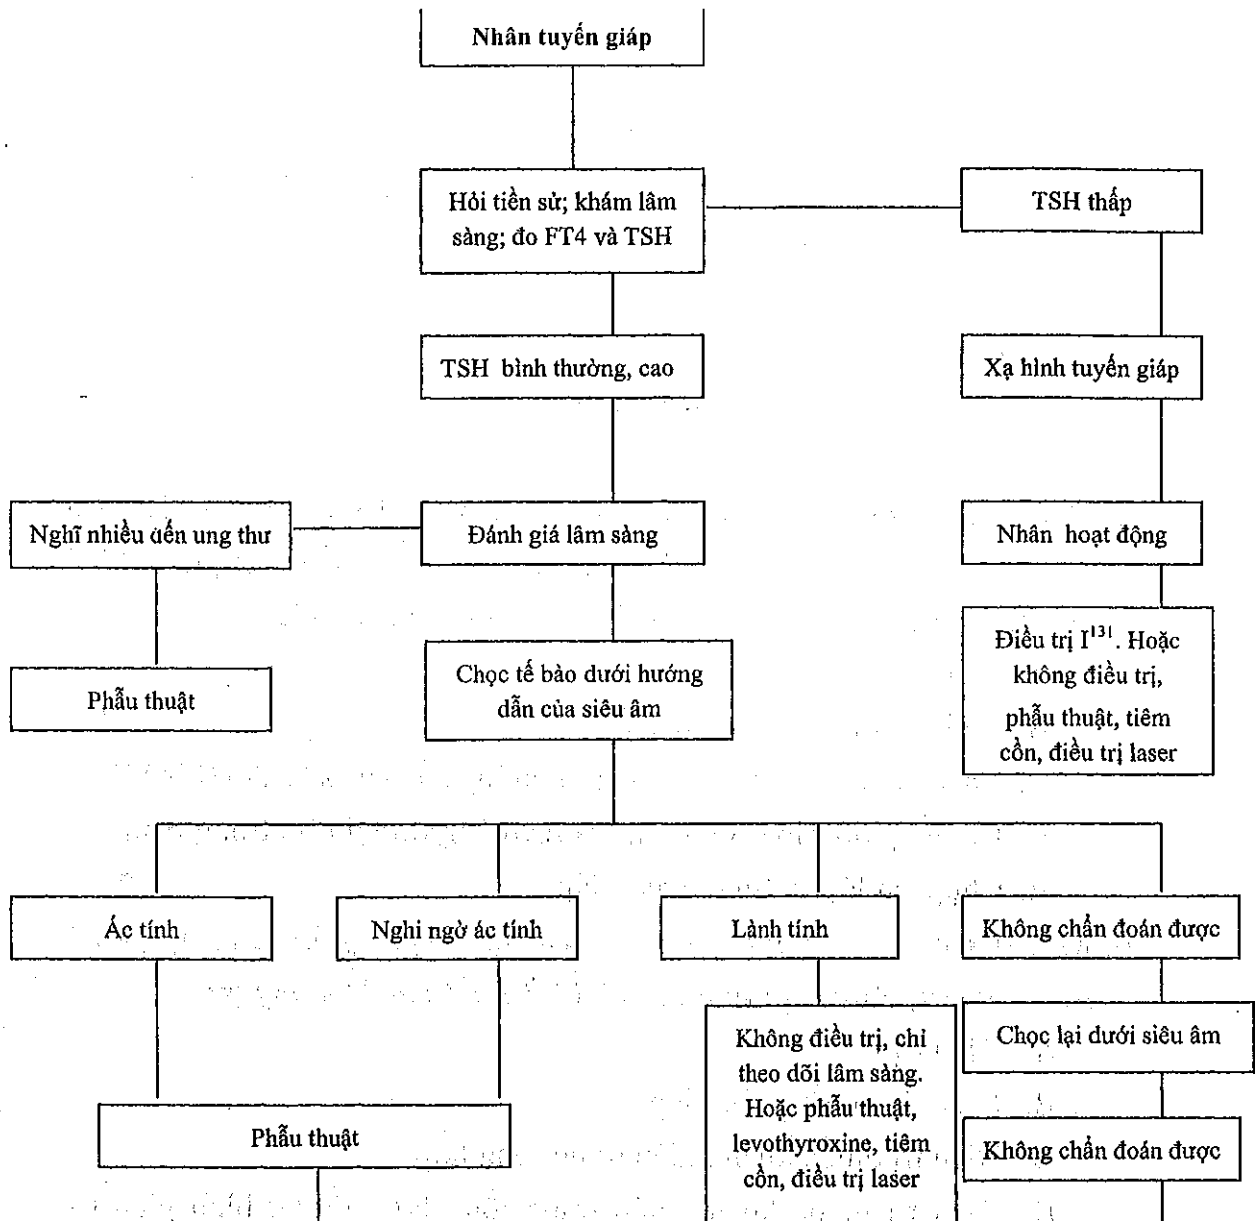 Nhân tuyến giáp
Hỏi tiền sử; khám lâm
sàng; đo FT4 và TSH
TSH thấp
TSH bình thường, cao
Xạ hình tuyến giáp
Nghĩ nhiều đến ung thư
Đánh giá lâm sàng
Nhân hoạt động
Phẫu thuật
Chọc tế bào dưới hướng
dẫn của siêu âm
Điều trị I¹³¹. Hoặc
không điều trị,
phẫu thuật, tiêm
cồn, điều trị laser
Ác tính
Nghi ngờ ác tính
Lành tính
Không chẩn đoán được
Phẫu thuật
Không điều trị, chỉ
theo dõi lâm sàng.
Hoặc phẫu thuật,
levothyroxine, tiêm
cồn, điều trị laser
Chọc lại dưới siêu âm
Không chẩn đoán được